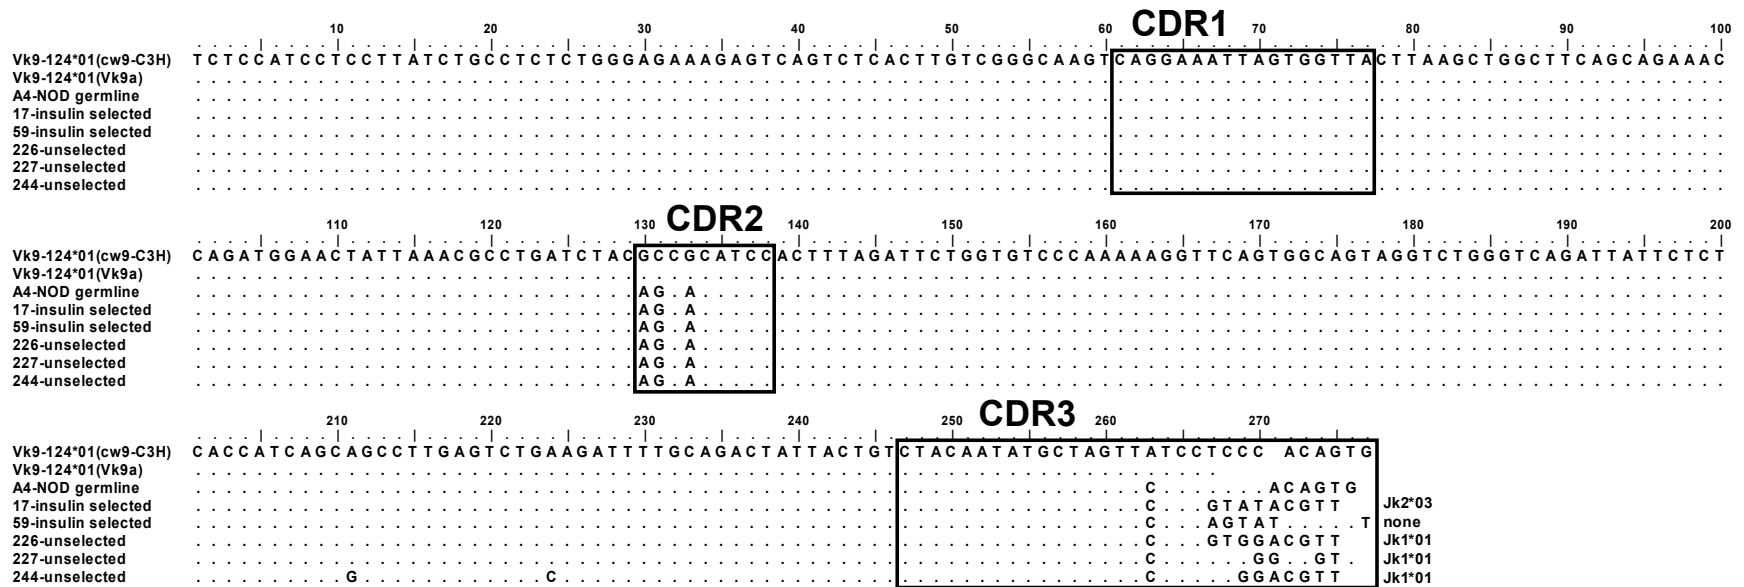 CDR1
10 20 30 40 50 60 70 80 90 100
Vk9-124*01(cw9-C3H) TCTCCATCCTCCTTATCTGCCTCTCTGGGAGAAAGAGTCAGTCTCACTTGTCGGGCAAGTCAGGAAATTAGTGGTTACTTAAGCTGGCTTCAGCAGAAAC
Vk9-124*01(Vk9a)
A4-NOD germline
17-insulin selected
59-insulin selected
226-unselected
227-unselected
244-unselected
CDR2
110 120 130 140 150 160 170 180 190 200
Vk9-124*01(cw9-C3H) CAGATGGAACTATTAAACGCCTGATCTACGCCGCATCCACTTTAGATTCTGGTGTCCCAAAAAGGTTCAGTGGCAGTAGGTCTGGGTCAGATTATTCTCT
Vk9-124*01(Vk9a)
A4-NOD germline AG.A
17-insulin selected AG.A
59-insulin selected AG.A
226-unselected AG.A
227-unselected AG.A
244-unselected AG.A
CDR3
210 220 230 240 250 260 270
Vk9-124*01(cw9-C3H) CACCATCAGCAGCCTTGAGTCTGAAGATTTTGCAGACTATTACTGTCTACAATATGCTAGTTATCCTCCC ACAGTG
Vk9-124*01(Vk9a)
A4-NOD germline C.......ACAGTG
17-insulin selected C...GTATACGTT Jk2*03
59-insulin selected C...AGTAT.....T none
226-unselected C...GTGGACGTT Jk1*01
227-unselected C......GG..GT. Jk1*01
244-unselected G C C.....GGACGTT Jk1*01